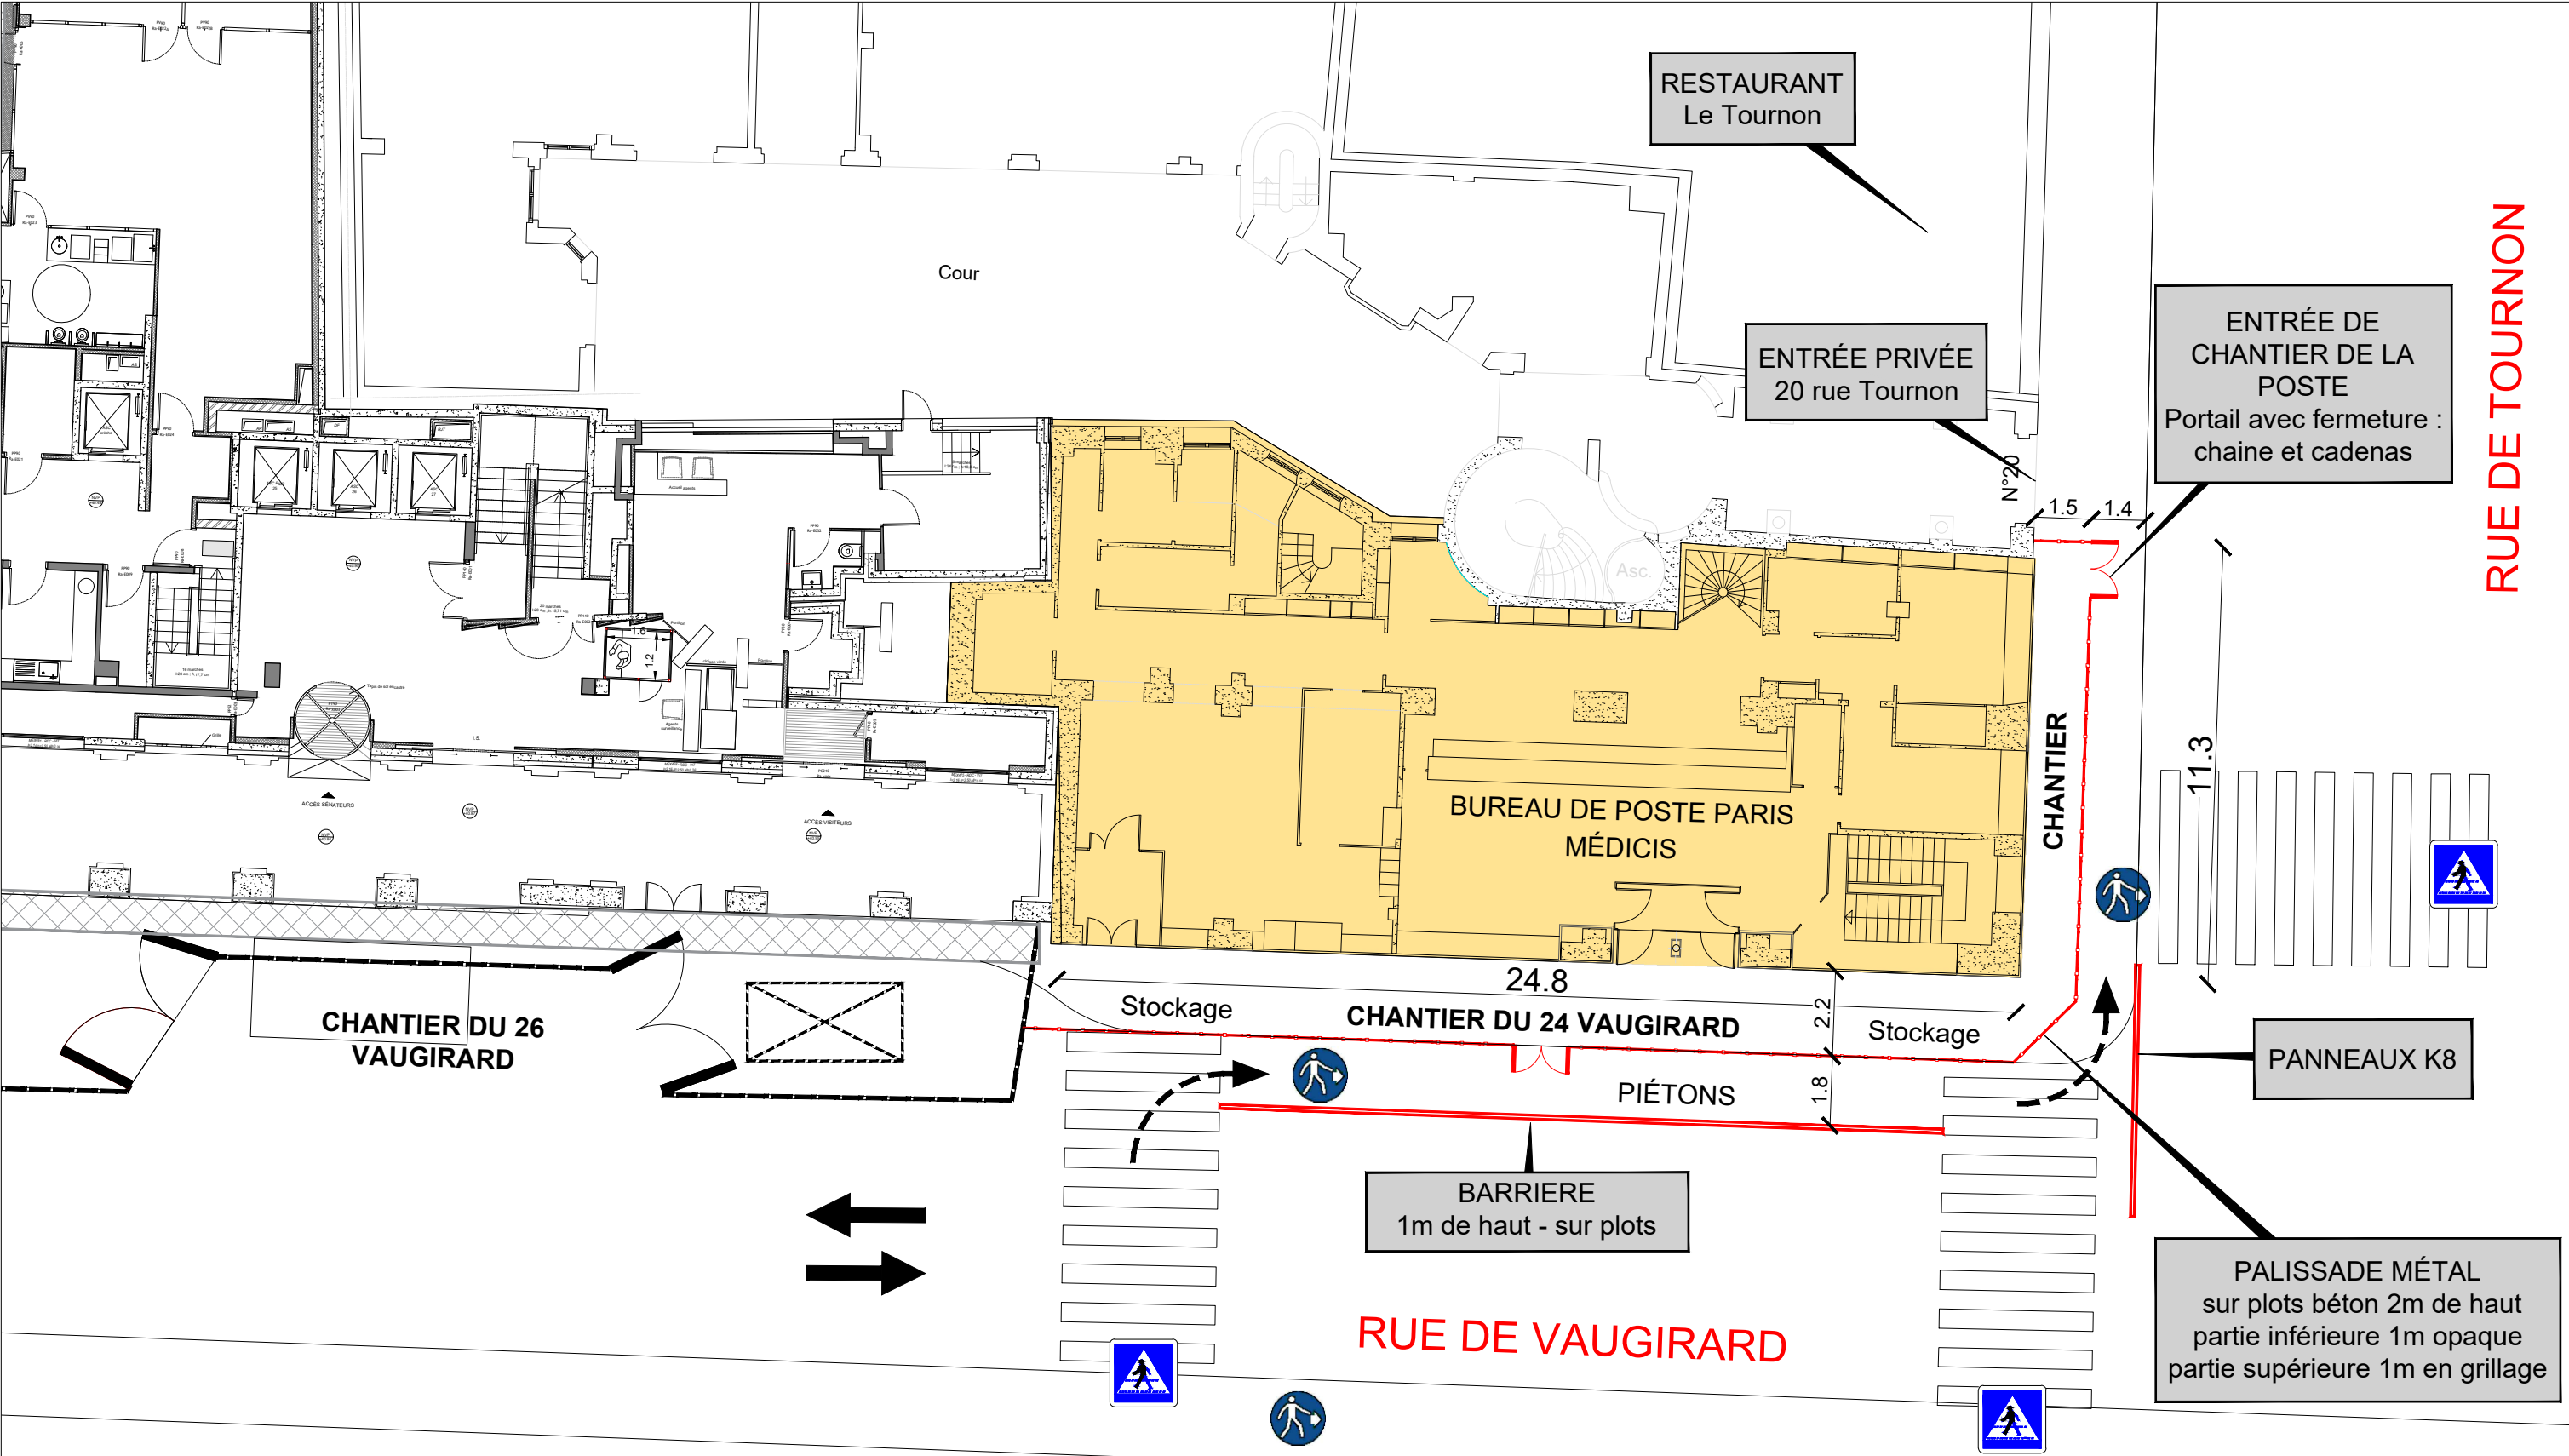 RESTAURANT
Le Tournon
RUE DE TOURNON
Cour
ENTRÉE DE
CHANTIER DE LA
POSTE
Portail avec fermeture :
chaine et cadenas
ENTRÉE PRIVÉE
20 rue Tournon
N°20
1.5
1.4
Asc.
1.6
1.2
11.3
CHANTIER
BUREAU DE POSTE PARIS
MÉDICIS
ACCÈS SÉNATEURS
ACCÈS VISITEURS
24.8
Stockage
CHANTIER DU 24 VAUGIRARD
2.2
Stockage
CHANTIER DU 26
VAUGIRARD
PANNEAUX K8
PIÉTONS
1.8
BARRIERE
1m de haut - sur plots
PALISSADE MÉTAL
sur plots béton 2m de haut
partie inférieure 1m opaque
partie supérieure 1m en grillage
RUE DE VAUGIRARD